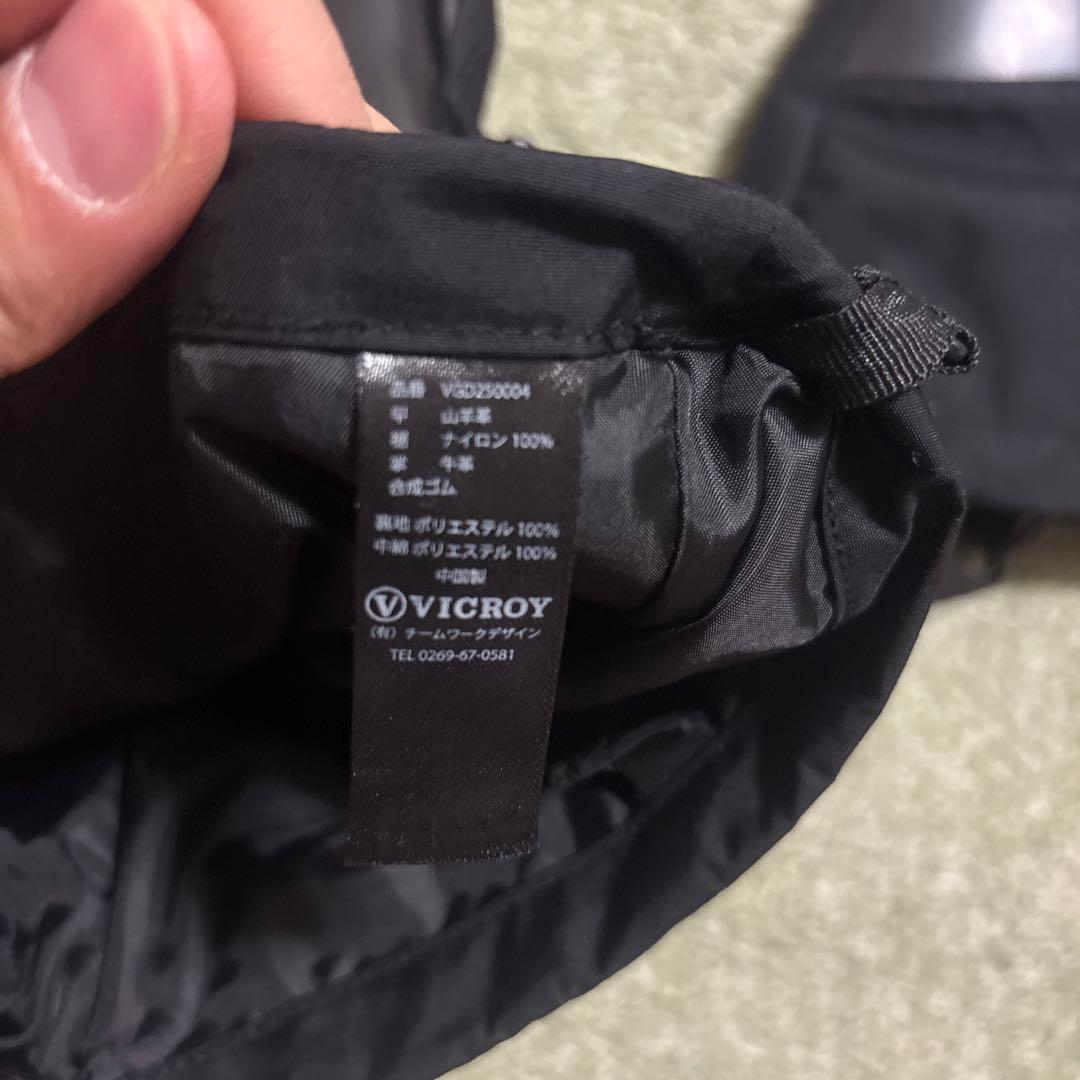 品番 VGD250004
甲 山羊革
ナイロン 100%
掌 牛革
合成ゴム
裏地 ポリエステル 100%
中綿 ポリエステル 100%
中国製
V VICROY
(有) チームワークデザイン
TEL 0269-67-0581